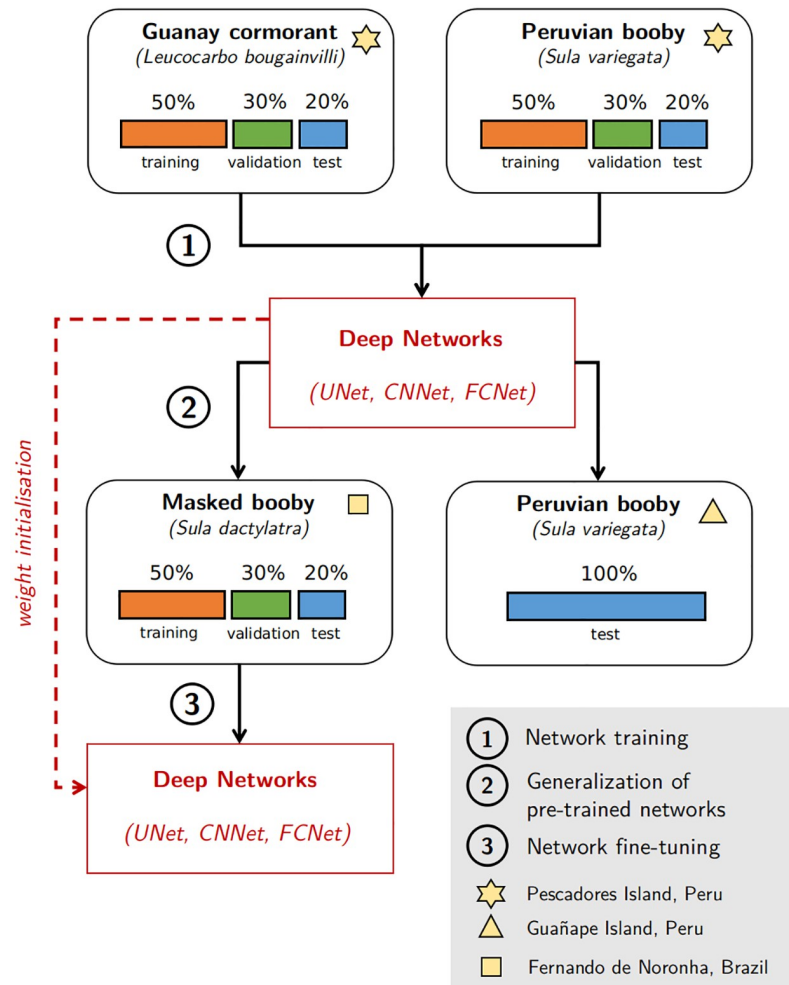 Guanay cormorant
(Leucocarbo bougainvilli)
50% 30% 20%
training validation test
Peruvian booby
(Sula variegata)
50% 30% 20%
training validation test
1
Deep Networks
(UNet, CNNet, FCNet)
2
weight initialisation
Masked booby
(Sula dactylatra)
50% 30% 20%
training validation test
Peruvian booby
(Sula variegata)
100%
test
3
Deep Networks
(UNet, CNNet, FCNet)
1 Network training
2 Generalization of
pre-trained networks
3 Network fine-tuning
Pescadores Island, Peru
Guañape Island, Peru
Fernando de Noronha, Brazil